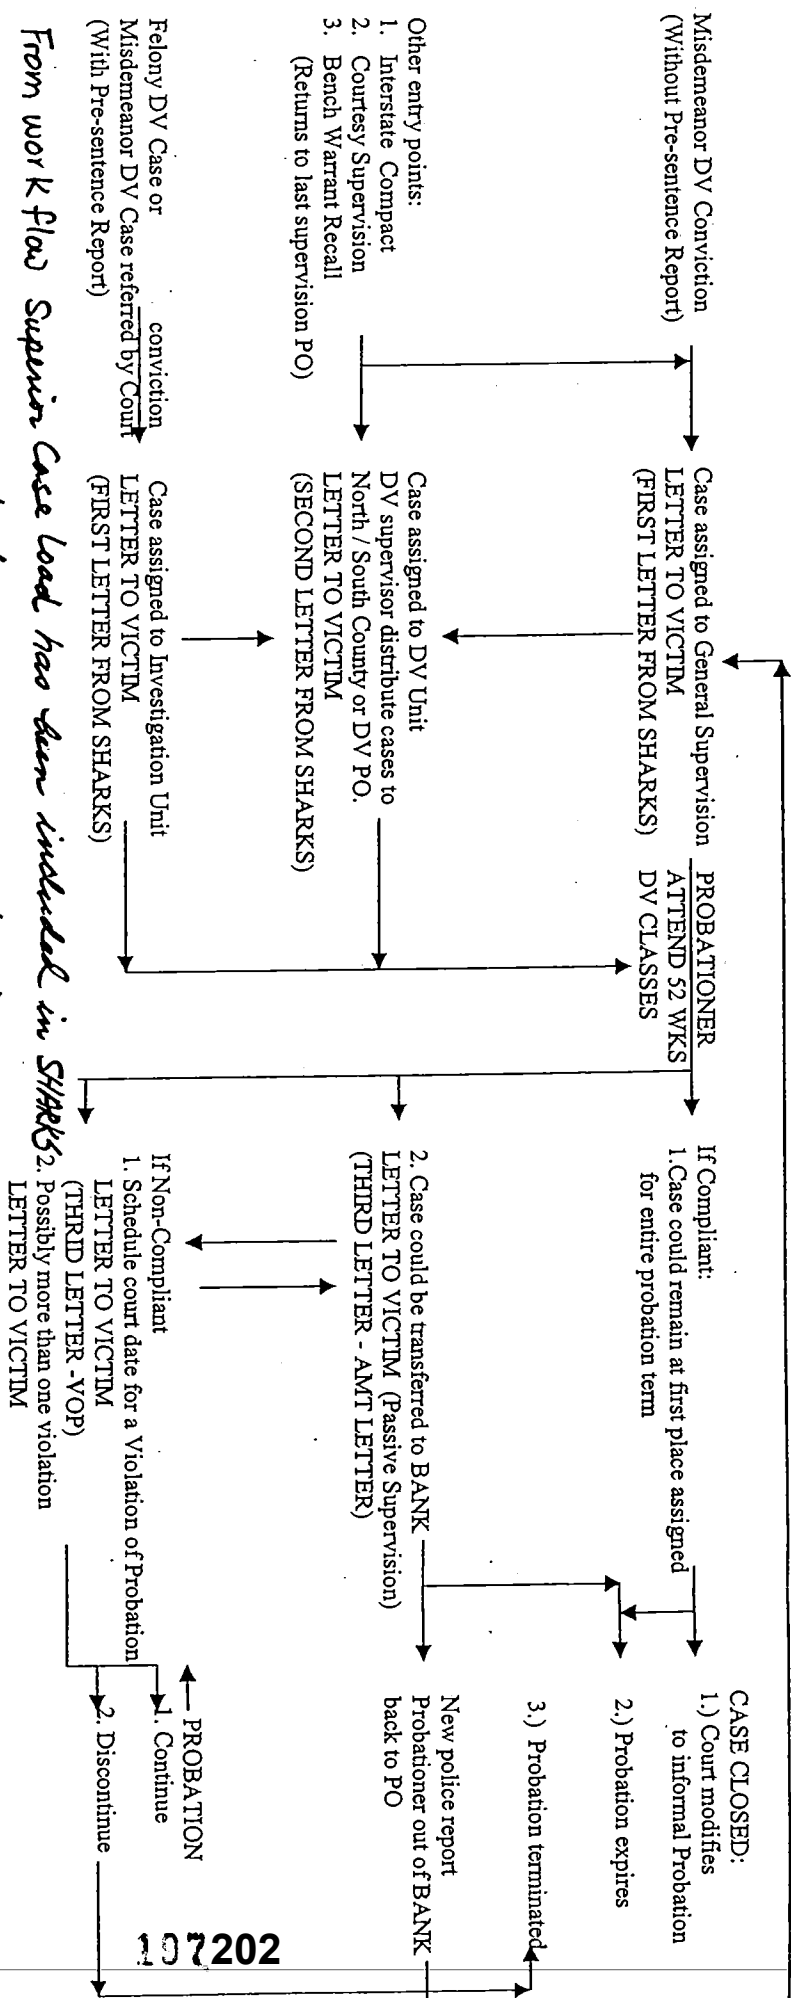 Misdemeanor DV Conviction
(Without Pre-sentence Report)
Other entry points:
1. Interstate Compact
2. Courtesy Supervision
3. Bench Warrant Recall
(Returns to last supervision PO)
Felony DV Case or conviction
Misdemeanor DV Case referred by Court
(With Pre-sentence Report)
Case assigned to General Supervision
LETTER TO VICTIM
(FIRST LETTER FROM SHARKS)
Case assigned to DV Unit
DV supervisor distribute cases to
North / South County or DV PO.
LETTER TO VICTIM
(SECOND LETTER FROM SHARKS)
Case assigned to Investigation Unit
LETTER TO VICTIM
(FIRST LETTER FROM SHARKS)
PROBATIONER
ATTEND 52 WKS
DV CLASSES
If Compliant:
1.Case could remain at first place assigned
for entire probation term
2. Case could be transferred to BANK
LETTER TO VICTIM (Passive Supervision)
(THIRD LETTER - AMT LETTER)
If Non-Compliant
1. Schedule court date for a Violation of Probation
LETTER TO VICTIM
(THRID LETTER -VOP)
2. Possibly more than one violation
LETTER TO VICTIM
CASE CLOSED:
1.) Court modifies
to informal Probation
2.) Probation expires
3.) Probation terminated
New police report
Probationer out of BANK
back to PO
PROBATION
1. Continue
2. Discontinue
From work flow Superior Case Load has been included in SHARKS
107202